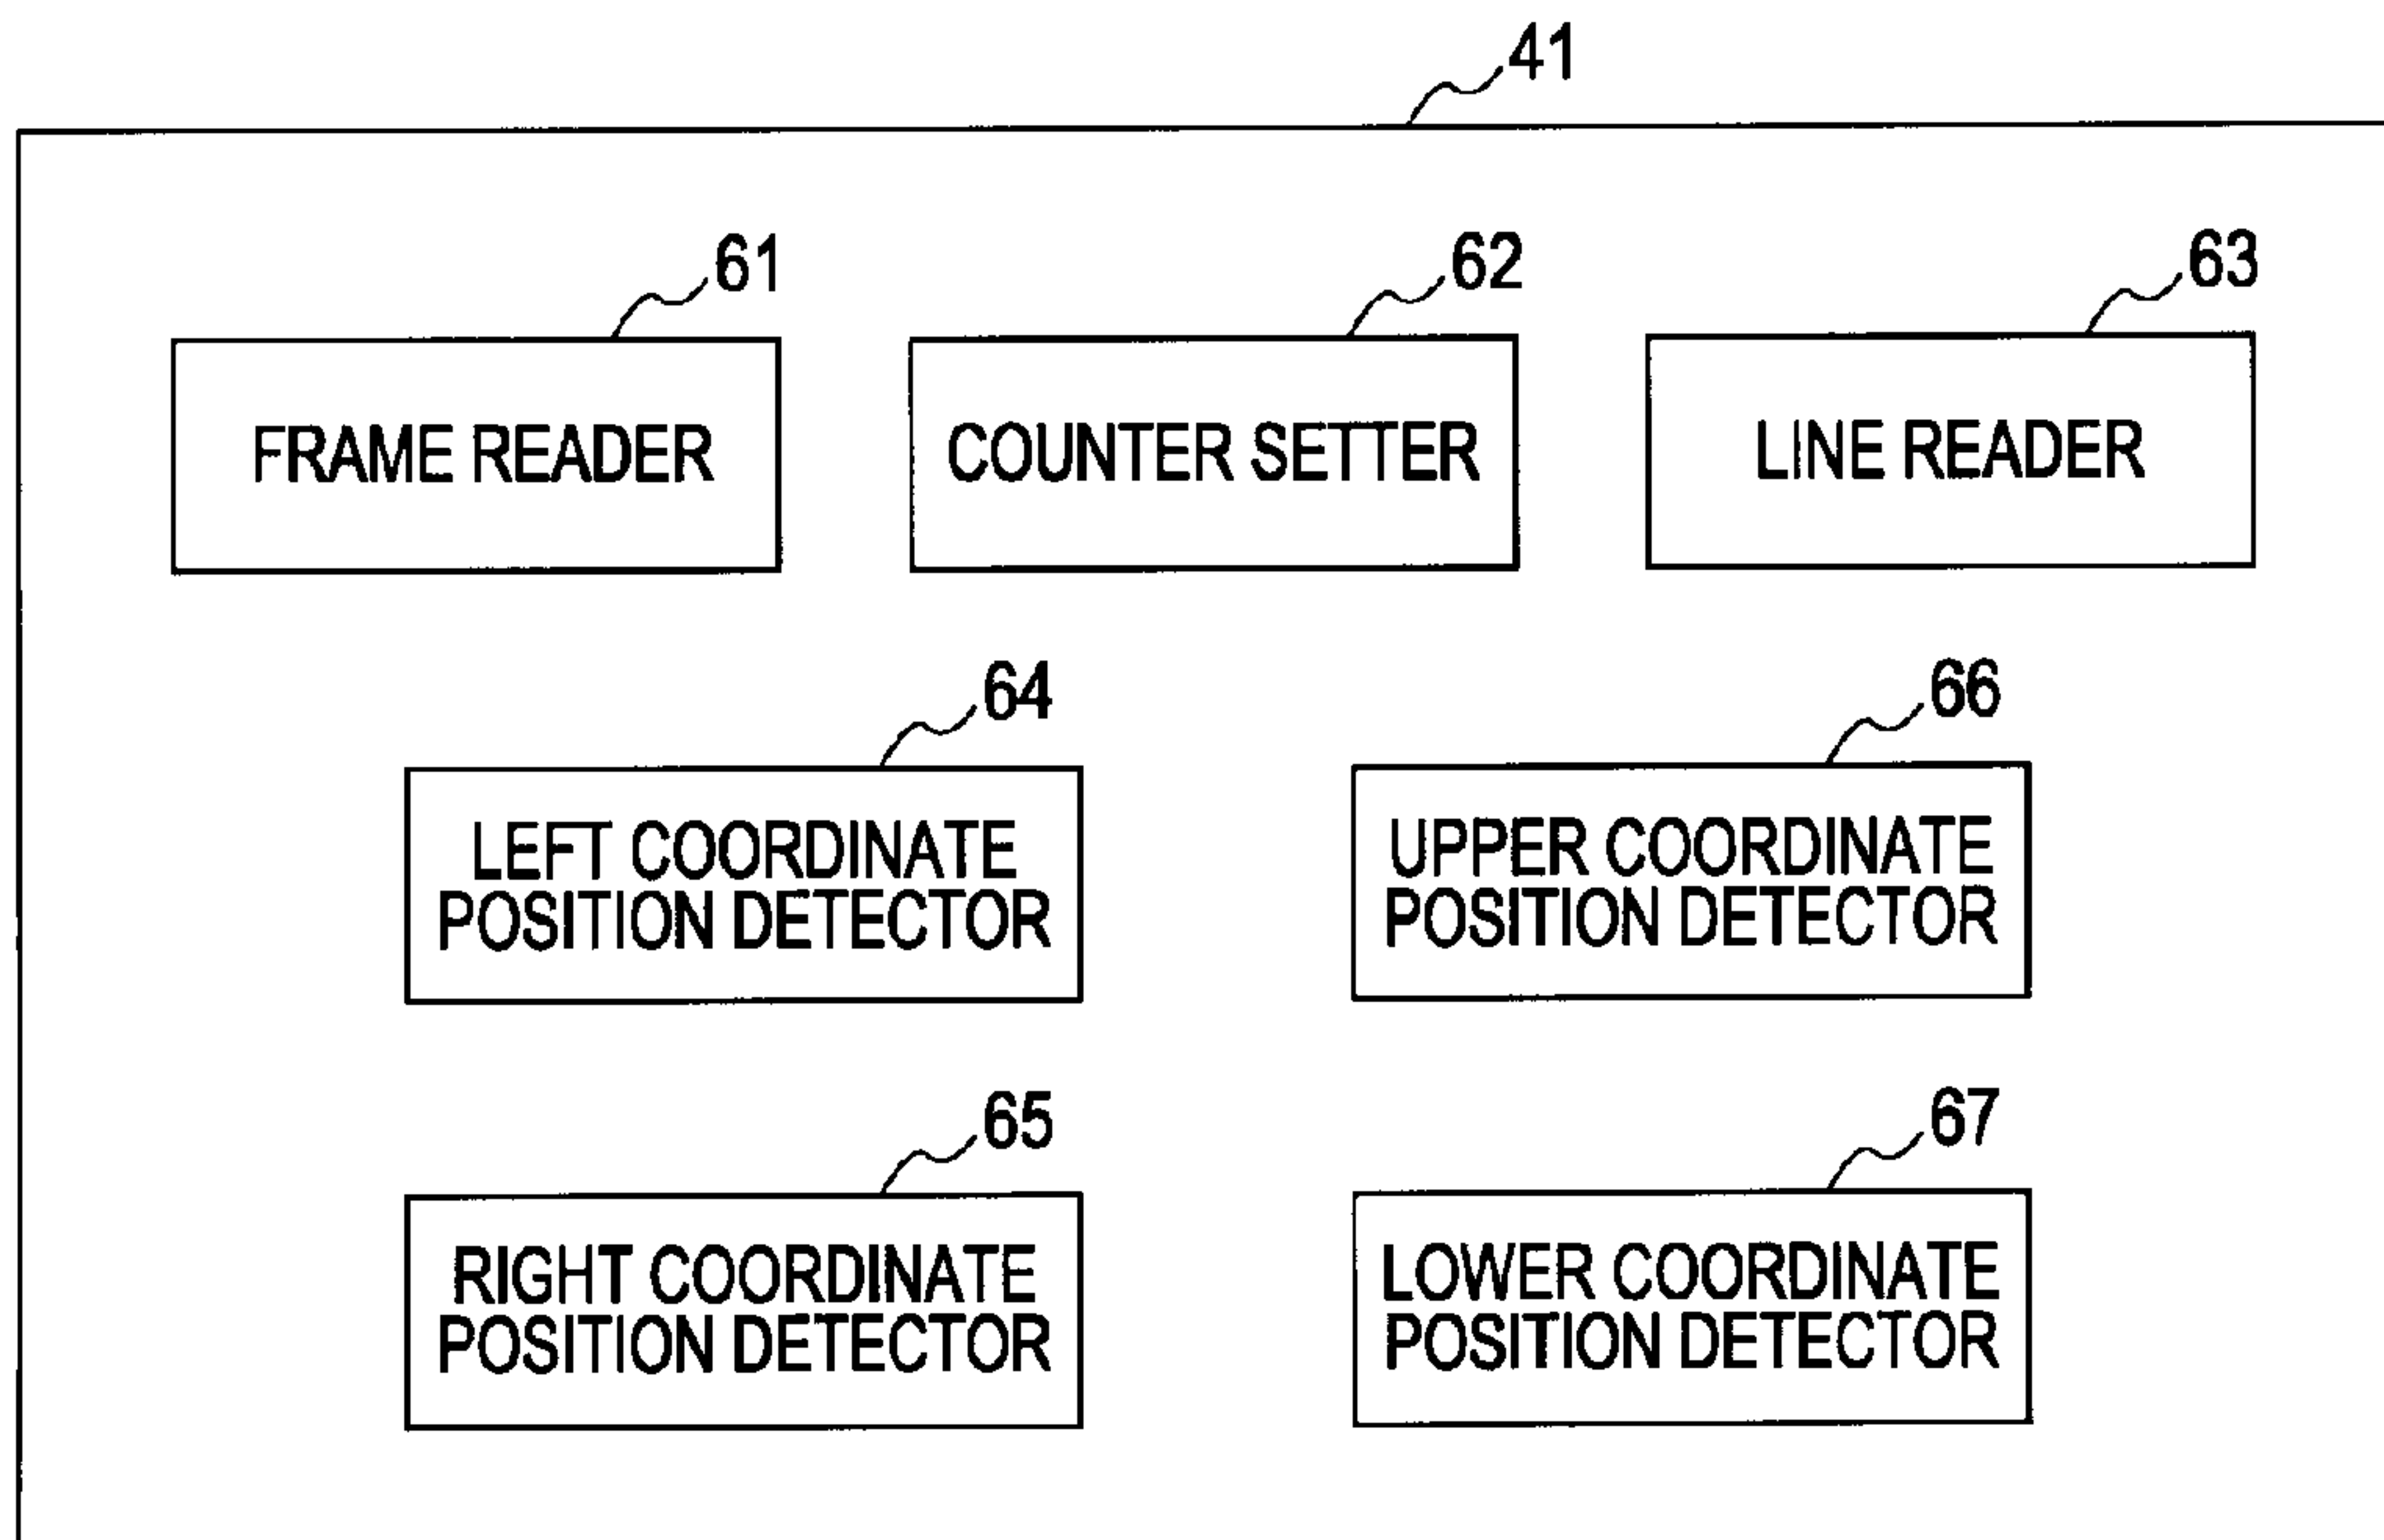 41
61
62
63
FRAME READER
COUNTER SETTER
LINE READER
64
66
LEFT COORDINATE
POSITION DETECTOR
UPPER COORDINATE
POSITION DETECTOR
65
67
RIGHT COORDINATE
POSITION DETECTOR
LOWER COORDINATE
POSITION DETECTOR